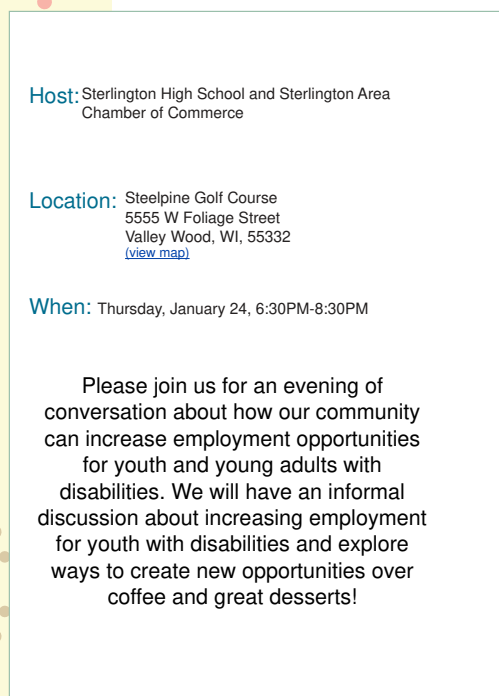 Host: Sterlington High School and Sterlington Area
Chamber of Commerce
Location: Steelpine Golf Course
5555 W Foliage Street
Valley Wood, WI, 55332
(view map)
When: Thursday, January 24, 6:30PM-8:30PM
Please join us for an evening of
conversation about how our community
can increase employment opportunities
for youth and young adults with
disabilities. We will have an informal
discussion about increasing employment
for youth with disabilities and explore
ways to create new opportunities over
coffee and great desserts!